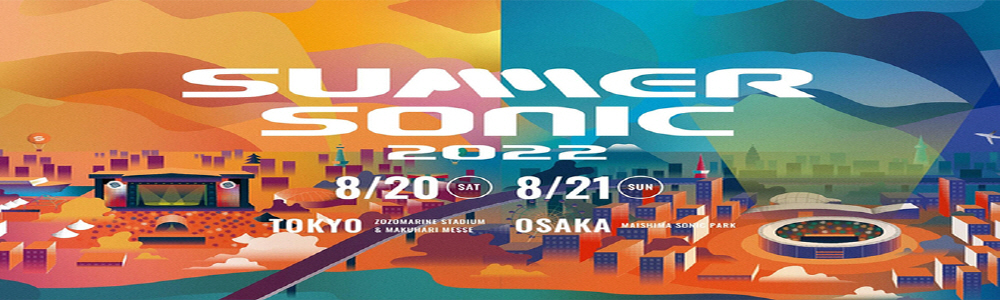 SUMMER
SONIC
2022
8/20 SAT 8/21 SUN
TOKYO ZOZOMARINE STADIUM & MAKUHARI MESSE
OSAKA MAISHIMA SONIC PARK